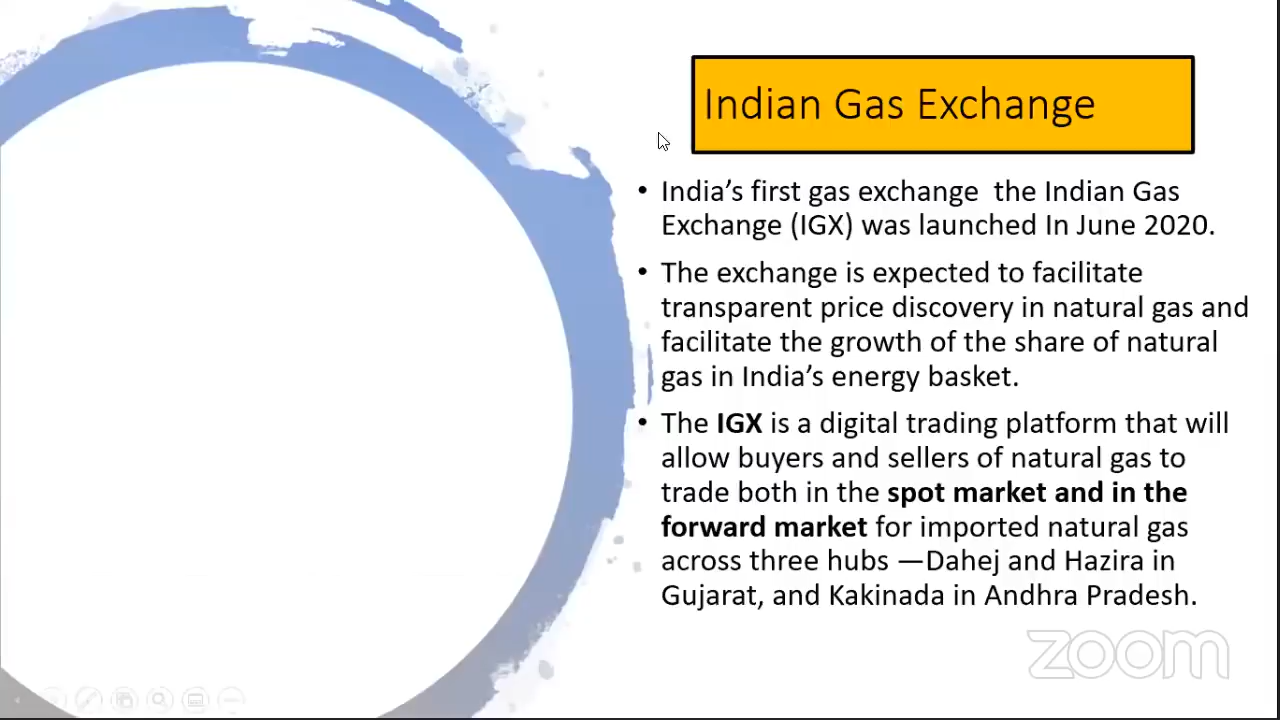 Indian Gas Exchange
• India’s first gas exchange  the Indian Gas
Exchange (IGX) was launched In June 2020.
• The exchange is expected to facilitate
transparent price discovery in natural gas and
facilitate the growth of the share of natural
gas in India’s energy basket.
• The IGX is a digital trading platform that will
allow buyers and sellers of natural gas to
trade both in the spot market and in the
forward market for imported natural gas
across three hubs —Dahej and Hazira in
Gujarat, and Kakinada in Andhra Pradesh.
zoom